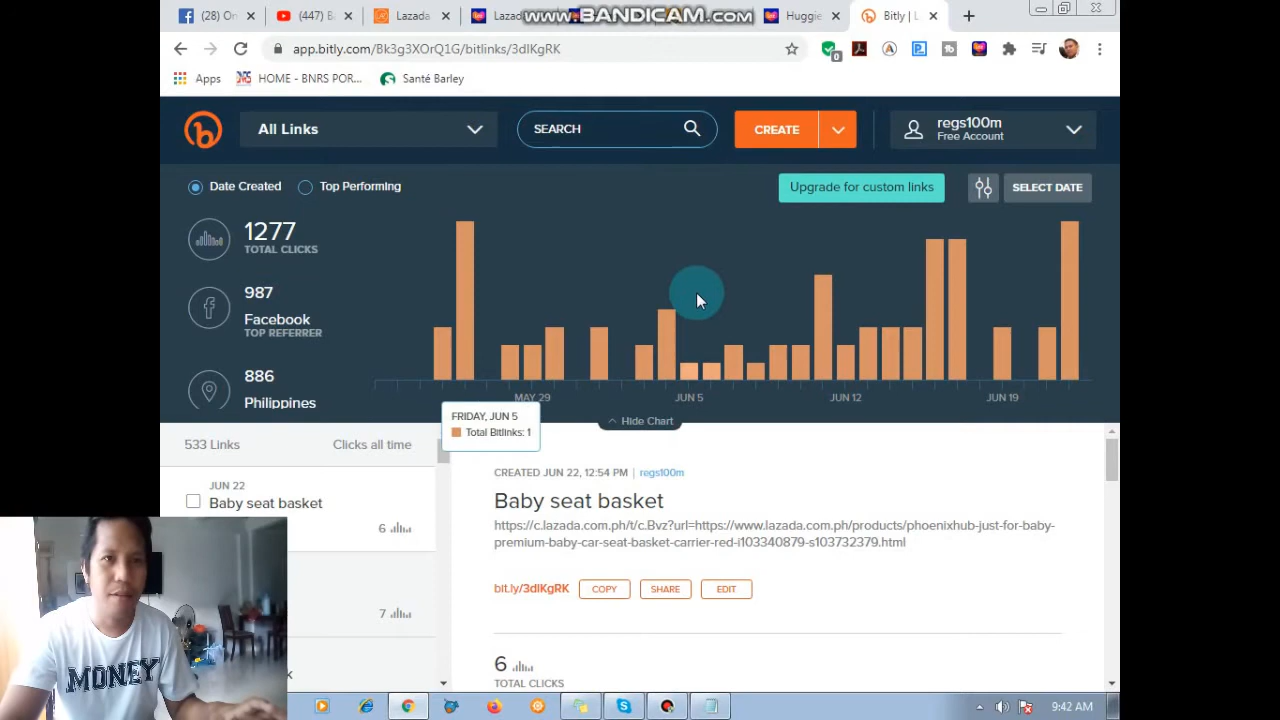 (28) On
(447) B
Lazada
Lazad
WWW.BANDICAM.COM
Huggie
Bitly | L
app.bitly.com/Bk3g3XOrQ1G/bitlinks/3dlKgRK
0
Apps
HOME - BNRS POR...
Santé Barley
All Links
SEARCH
CREATE
regs100m
Free Account
Date Created
Top Performing
Upgrade for custom links
SELECT DATE
1277
TOTAL CLICKS
987
Facebook
TOP REFERRER
886
Philippines
MAY 29
JUN 5
JUN 12
JUN 19
FRIDAY, JUN 5
Total Bitlinks: 1
Hide Chart
533 Links
Clicks all time
JUN 22
Baby seat basket
6
7
CREATED JUN 22, 12:54 PM | regs100m
Baby seat basket
https://c.lazada.com.ph/t/c.Bvz?url=https://www.lazada.com.ph/products/phoenixhub-just-for-baby-
premium-baby-car-seat-basket-carrier-red-i103340879-s103732379.html
bit.ly/3dlKgRK
COPY
SHARE
EDIT
6
TOTAL CLICKS
MONEY
9:42 AM